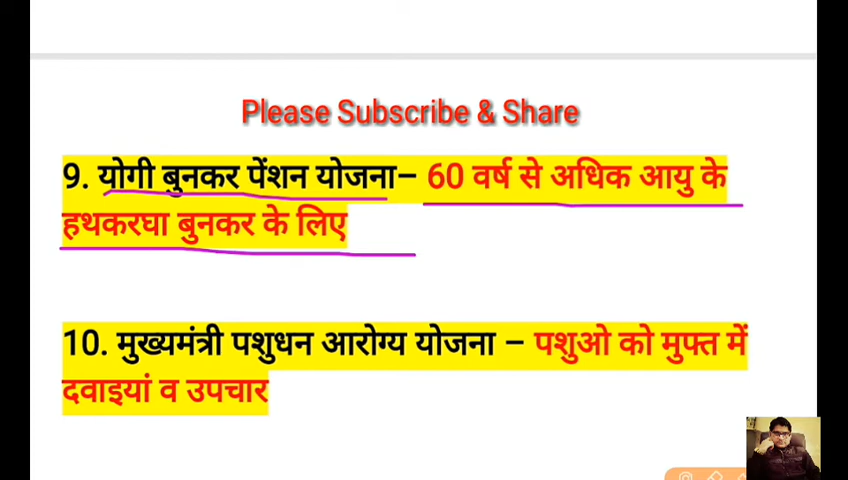 Please Subscribe & Share
9. योगी बुनकर पेंशन योजना– 60 वर्ष से अधिक आयु के
हथकरघा बुनकर के लिए
10. मुख्यमंत्री पशुधन आरोग्य योजना – पशुओ को मुफ्त में
दवाइयां व उपचार